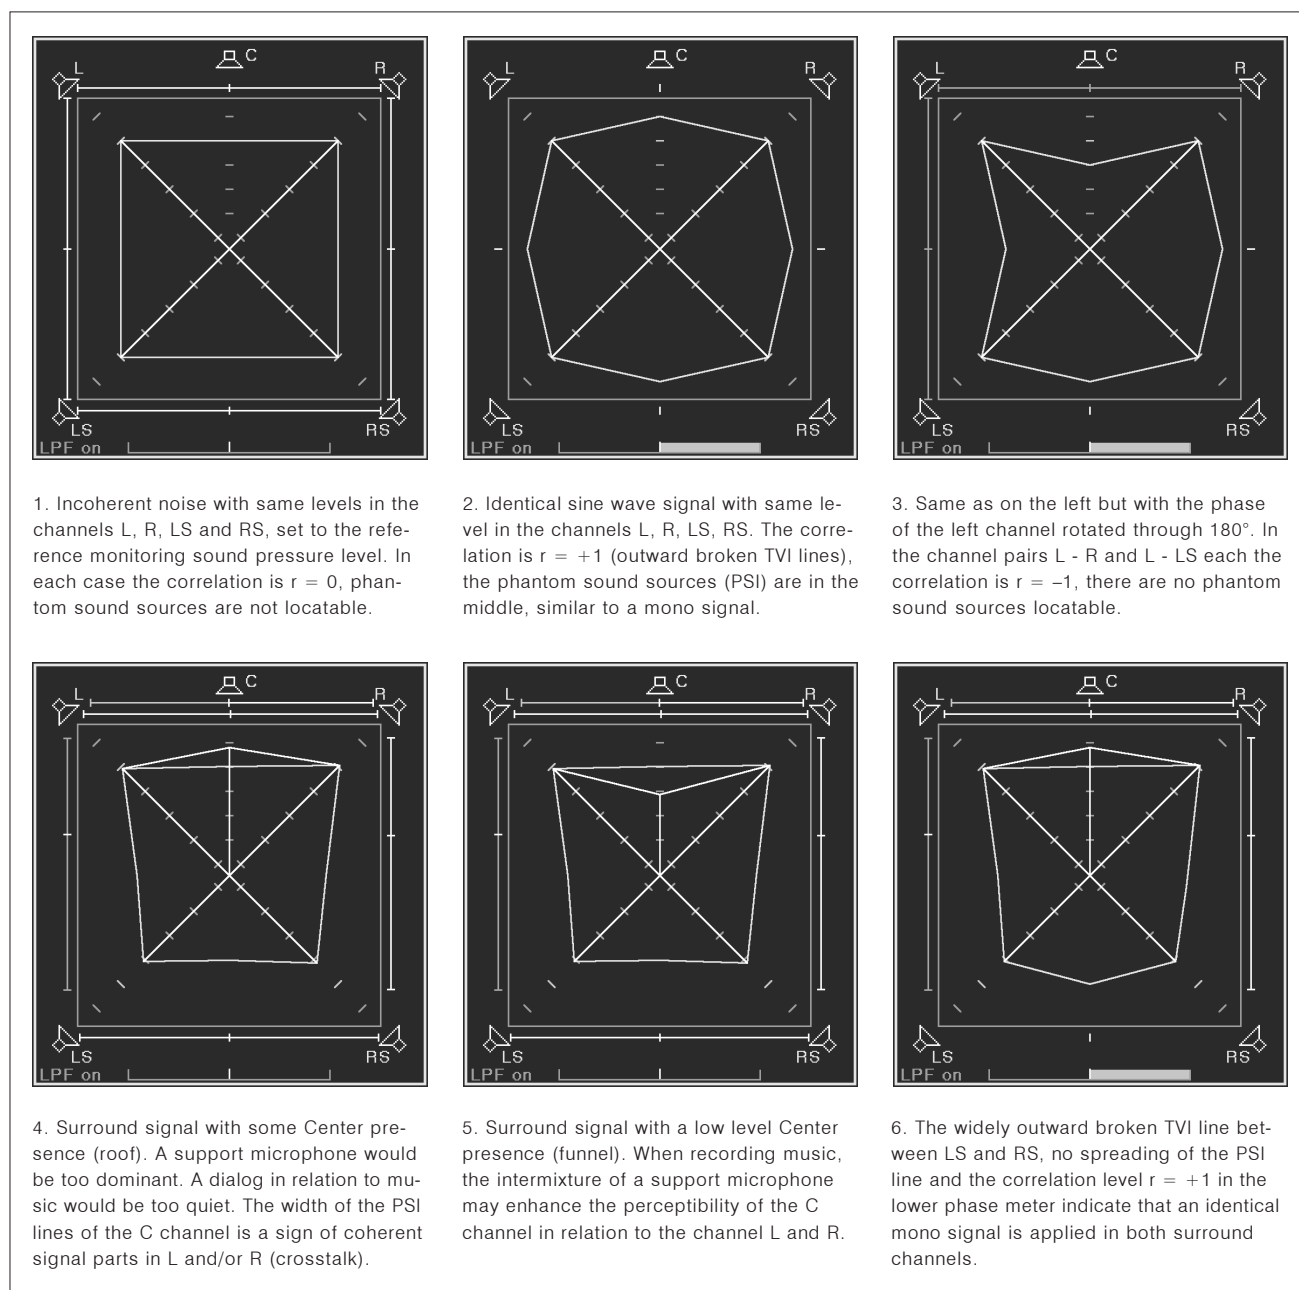 C
L R
LS RS
LPF on
C
L R
LS RS
LPF on
C
L R
LS RS
LPF on
1. Incoherent noise with same levels in the
channels L, R, LS and RS, set to the refe-
rence monitoring sound pressure level. In
each case the correlation is r = 0, phan-
tom sound sources are not locatable.
2. Identical sine wave signal with same le-
vel in the channels L, R, LS, RS. The corre-
lation is r = +1 (outward broken TVI lines),
the phantom sound sources (PSI) are in the
middle, similar to a mono signal.
3. Same as on the left but with the phase
of the left channel rotated through 180°. In
the channel pairs L - R and L - LS each the
correlation is r = –1, there are no phantom
sound sources locatable.
C
L R
LS RS
LPF on
C
L R
LS RS
LPF on
C
L R
LS RS
LPF on
4. Surround signal with some Center pre-
sence (roof). A support microphone would
be too dominant. A dialog in relation to mu-
sic would be too quiet. The width of the PSI
lines of the C channel is a sign of coherent
signal parts in L and/or R (crosstalk).
5. Surround signal with a low level Center
presence (funnel). When recording music,
the intermixture of a support microphone
may enhance the perceptibility of the C
channel in relation to the channel L and R.
6. The widely outward broken TVI line bet-
ween LS and RS, no spreading of the PSI
line and the correlation level r = +1 in the
lower phase meter indicate that an identical
mono signal is applied in both surround
channels.